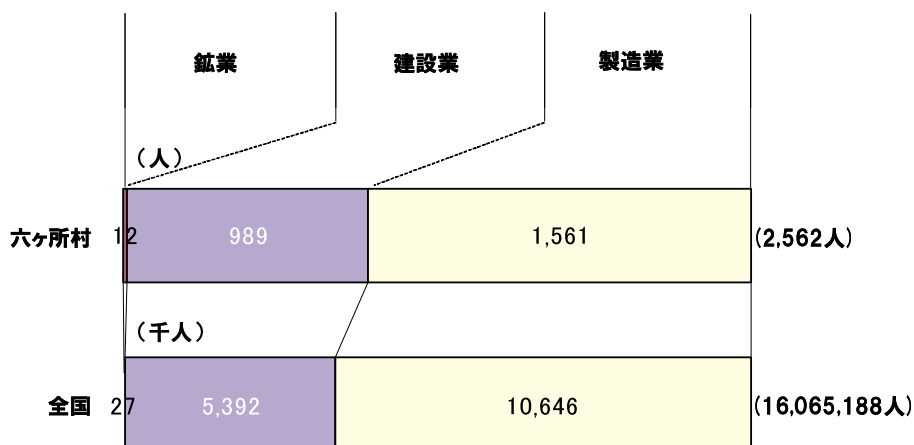 鉱業 建設業 製造業
（人）
六ヶ所村 12 989 1,561 (2,562人)
（千人）
全国 27 5,392 10,646 (16,065,188人)